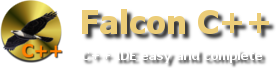 Falcon C++
C++ IDE easy and complete
C++